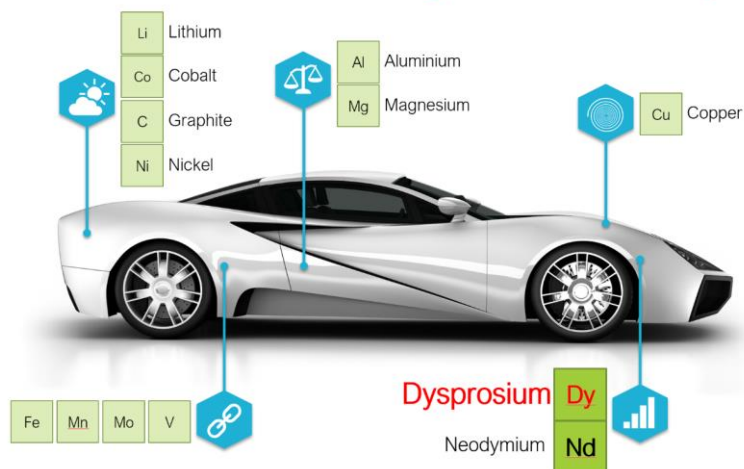 Li Lithium
Co Cobalt
C Graphite
Ni Nickel
Al Aluminium
Mg Magnesium
Cu Copper
Fe Mn Mo V
Dysprosium Dy
Neodymium Nd